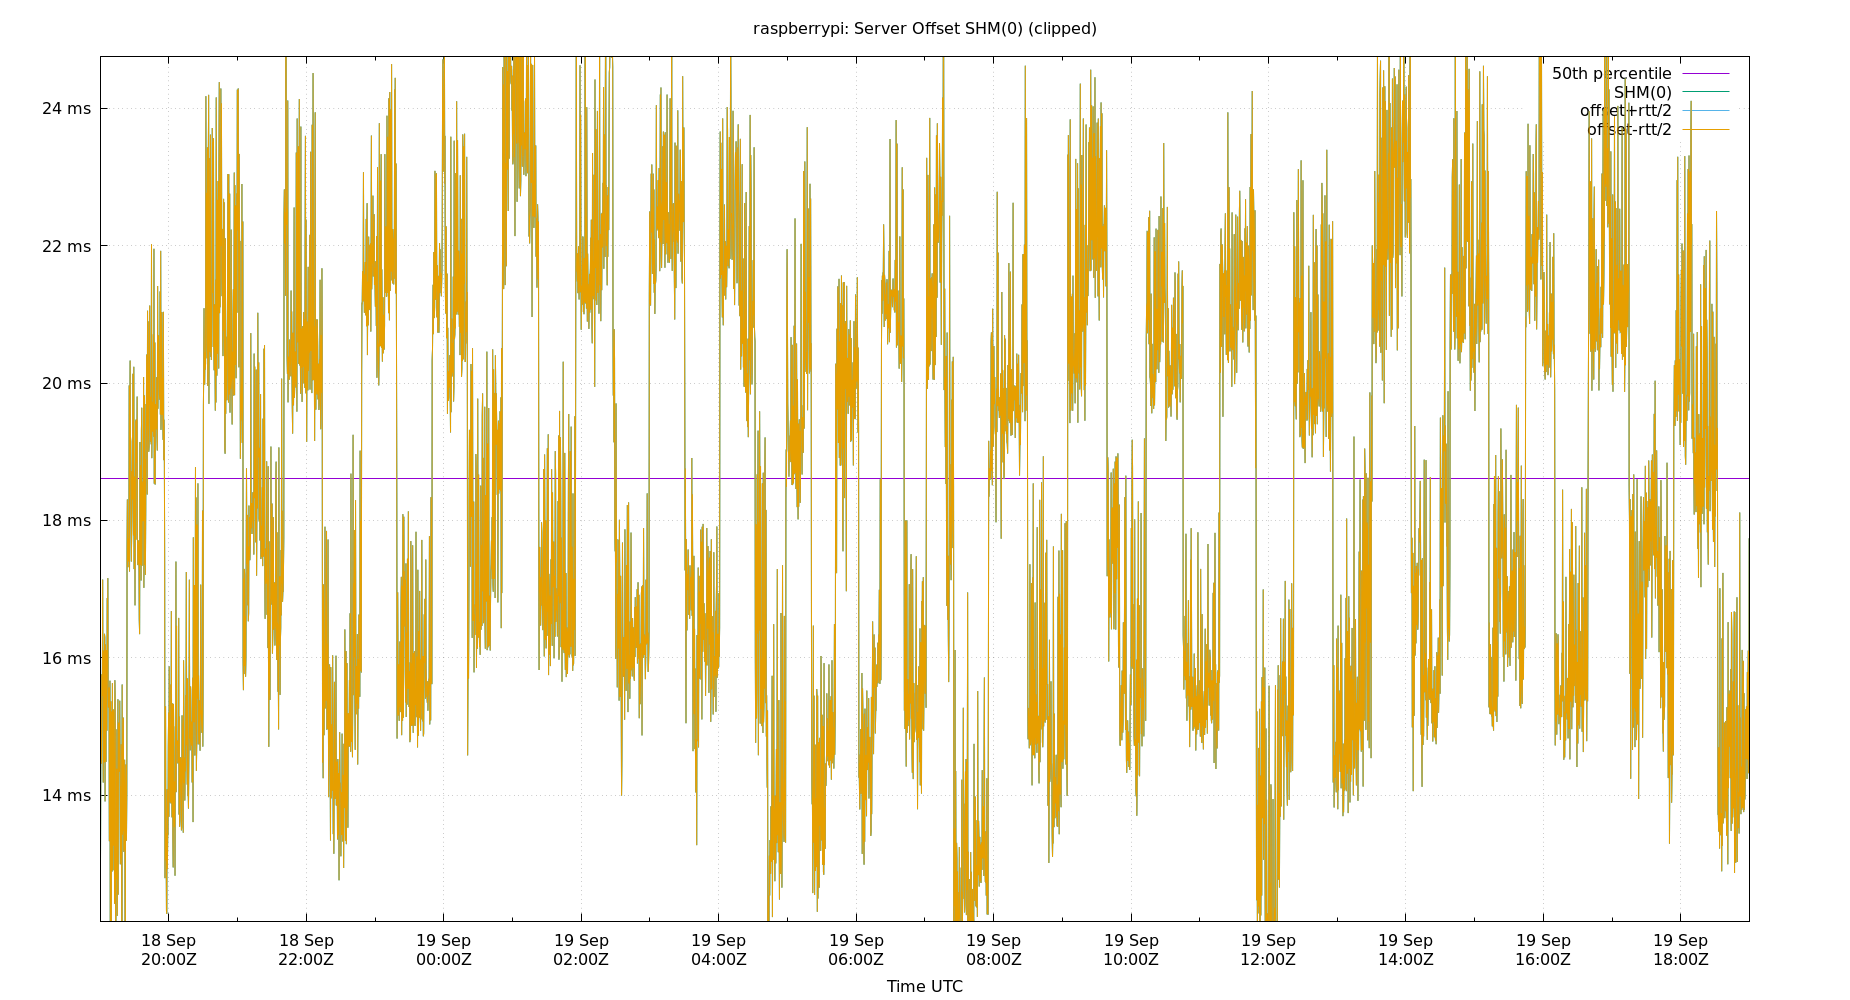 raspberrypi: Server Offset SHM(0) (clipped)
50th percentile
SHM(0)
offset+rtt/2
offset-rtt/2
24 ms
22 ms
20 ms
18 ms
16 ms
14 ms
18 Sep 18 Sep 19 Sep 19 Sep 19 Sep 19 Sep 19 Sep 19 Sep 19 Sep 19 Sep 19 Sep 19 Sep
20:00Z 22:00Z 00:00Z 02:00Z 04:00Z 06:00Z 08:00Z 10:00Z 12:00Z 14:00Z 16:00Z 18:00Z
Time UTC